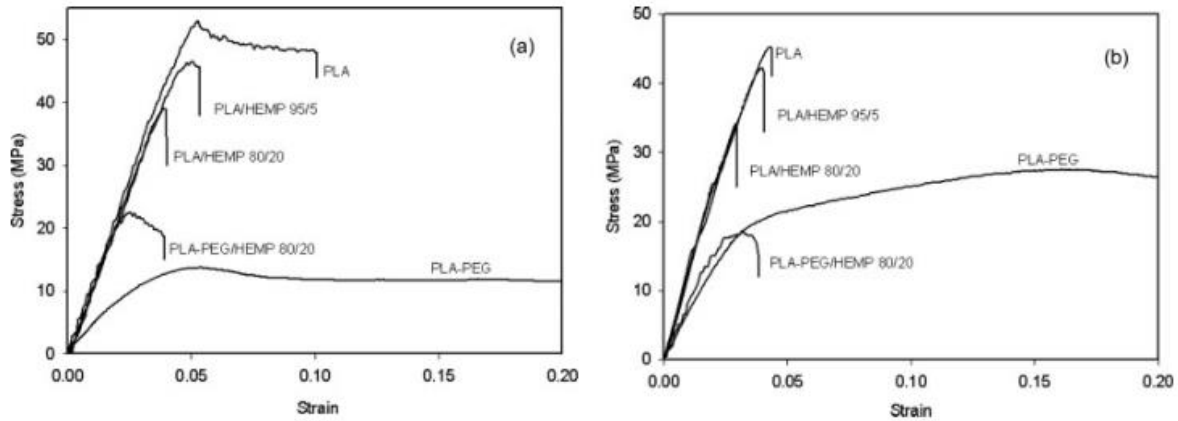 (a)
50
40
30
20
10
0
Stress (MPa)
PLA
PLA/HEMP 95/5
PLA/HEMP 80/20
PLA-PEG/HEMP 80/20
PLA-PEG
0.00 0.05 0.10 0.15 0.20
Strain
(b)
50
40
30
20
10
0
Stress (MPa)
PLA
PLA/HEMP 95/5
PLA/HEMP 80/20
PLA-PEG
PLA-PEG/HEMP 80/20
0.00 0.05 0.10 0.15 0.20
Strain